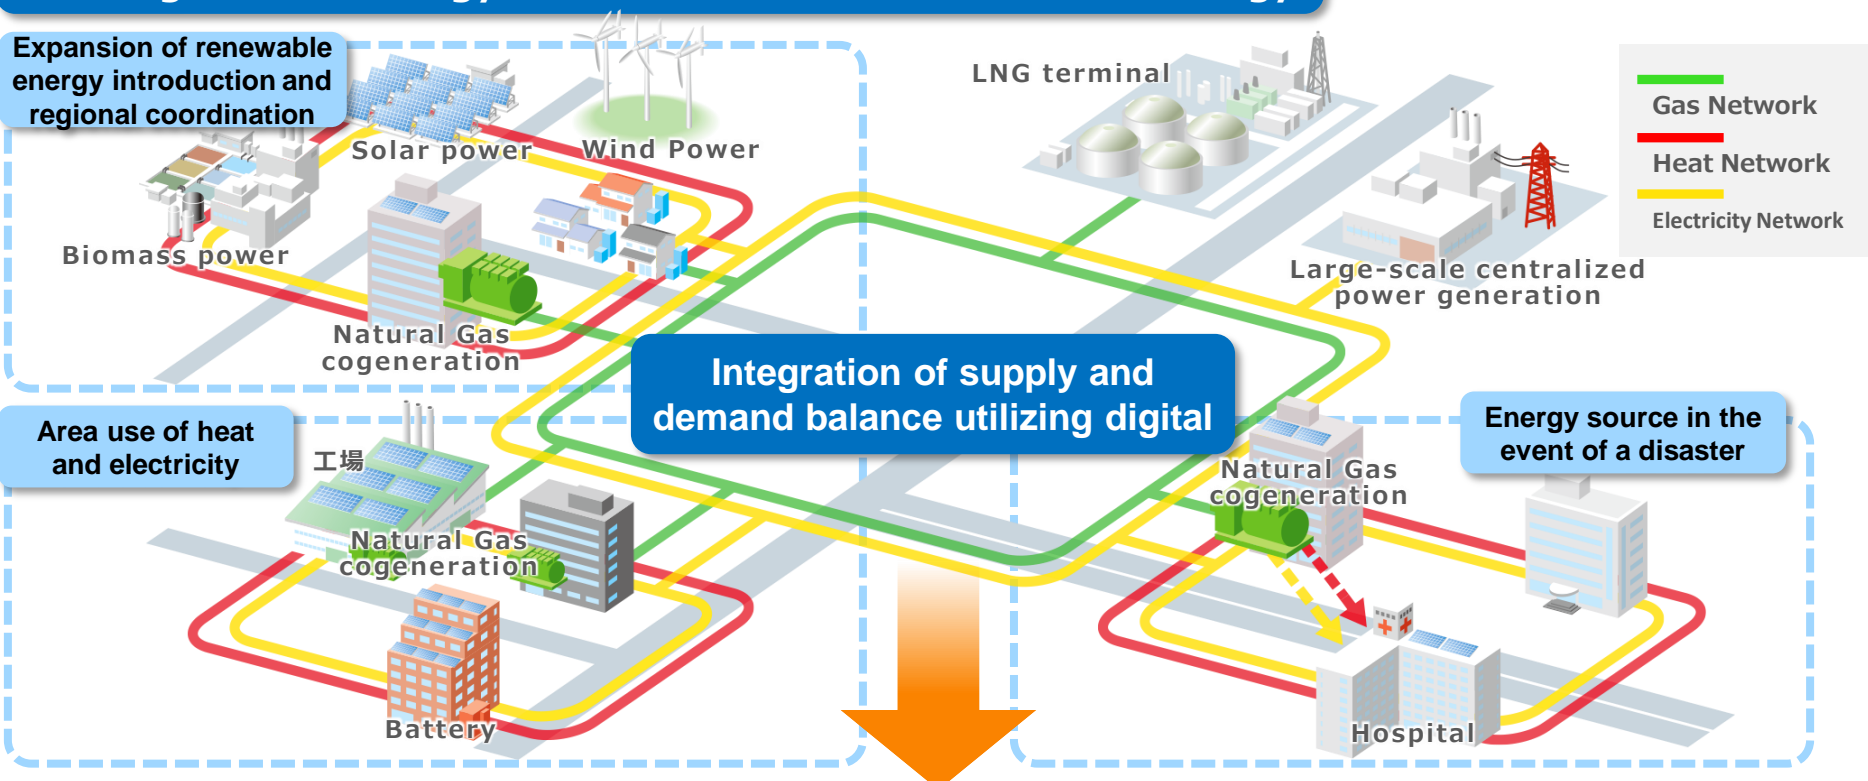 Expansion of renewable
energy introduction and
regional coordination
Solar power
Wind Power
Biomass power
Natural Gas
cogeneration
LNG terminal
Large-scale centralized
power generation
Gas Network
Heat Network
Electricity Network
Integration of supply and
demand balance utilizing digital
Area use of heat
and electricity
工場
Natural Gas
cogeneration
Battery
Energy source in the
event of a disaster
Natural Gas
cogeneration
Hospital